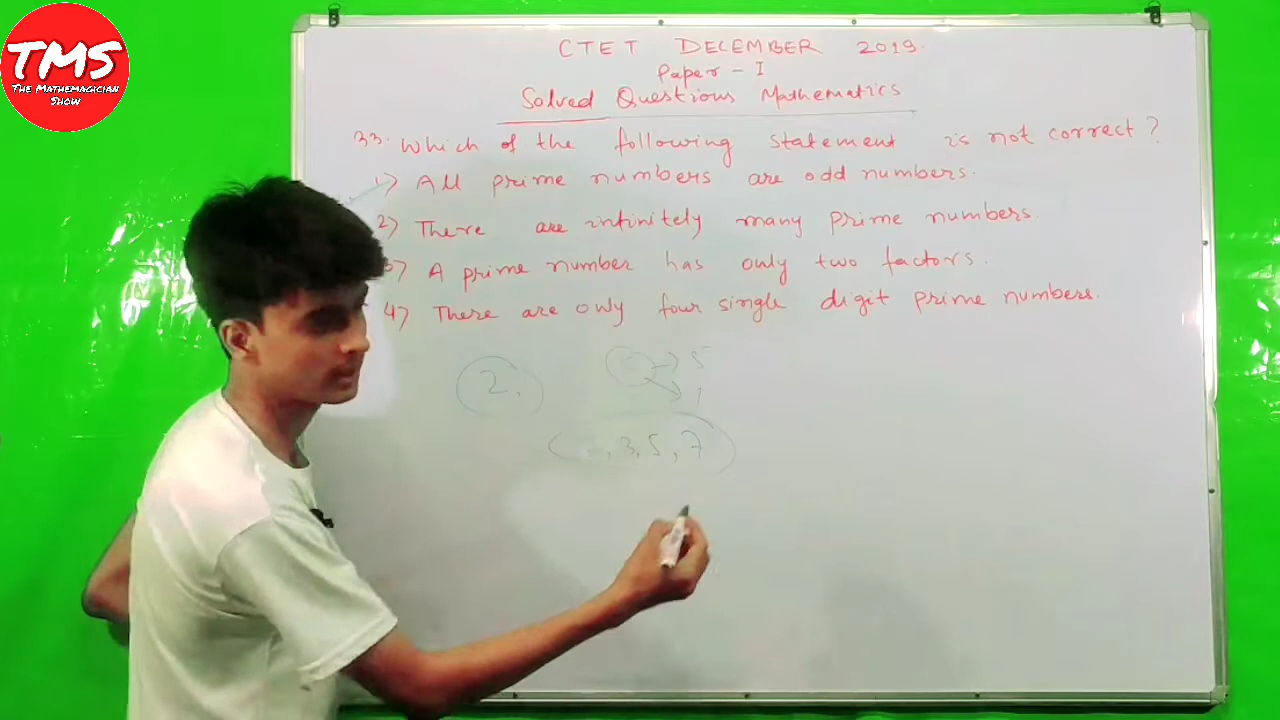 TMS
THE MATHEMAGICIAN
SHOW
CTET DECEMBER 2019.
Paper - I
Solved Questions Mathematics
33. Which of the following statement is not correct?
1) All prime numbers are odd numbers.
2) There are infinitely many prime numbers.
) A prime number has only two factors.
4) There are only four single digit prime numbers.
2,
5
1
, 3, 5, 7